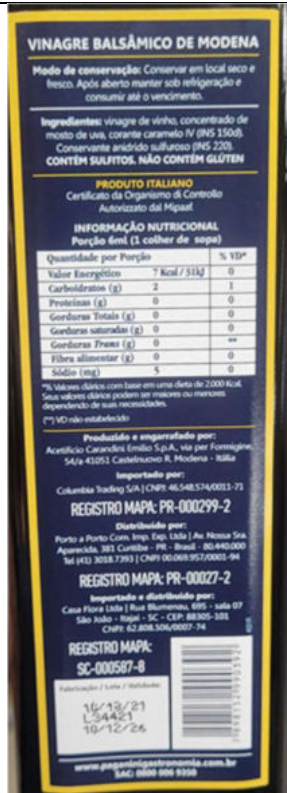 VINAGRE BALSÂMICO DE MODENA
Modo de conservação: Conservar em local seco e
fresco. Após aberto manter sob refrigeração e
consumir até o vencimento.
Ingredientes: vinagre de vinho, concentrado de
mosto de uva, corante caramelo IV (INS 150d).
Conservante anidrido sulfuroso (INS 220).
CONTÉM SULFITOS. NÃO CONTÉM GLÚTEN
PRODUTO ITALIANO
Certificato da Organismo di Controllo
Autorizzato dal Mipaaf.
INFORMAÇÃO NUTRICIONAL
Porção 6ml (1 colher de sopa)
Quantidade por Porção % VD*
Valor Energético 7 Kcal / 31kJ 0
Carboidratos (g) 2 1
Proteínas (g) 0 0
Gorduras Totais (g) 0 0
Gorduras saturadas (g) 0 0
Gorduras Trans (g) 0 **
Fibra alimentar (g) 0 0
Sódio (mg) 5 0
*% Valores diários com base em uma dieta de 2.000 Kcal.
Seus valores diários podem ser maiores ou menores
dependendo de suas necessidades.
(**) VD não estabelecido
Produzido e engarrafado por:
Acetificio Carandini Emilio S.p.A., via per Formigine,
54/a 41051 Castelnuovo R, Modena - Itália
Importado por:
Columbia Trading S/A | CNPJ: 46.548.574/0011-71
REGISTRO MAPA: PR-000299-2
Distribuído por:
Porto a Porto Com. Imp. Exp. Ltda | Av. Nossa Sra.
Aparecida, 381 Curitiba - PR - Brasil - 80.440.000
Tel (41) 3018.7393 | CNPJ 00.069.957/0001-94
REGISTRO MAPA: PR-00027-2
Importado e distribuído por:
Casa Flora Ltda | Rua Blumenau, 695 - sala 07
São João - Itajaí - SC - CEP: 88305-101
CNPJ: 62.808.506/0007-74
REGISTRO MAPA:
SC-000587-8
Fabricação / Lote / Validade:
10/12/21
L34421
10/12/26
www.paganinigastronomia.com.br
SAC: 0800 006 9350